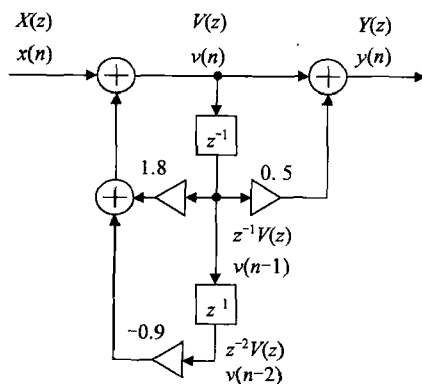 X(z) V(z) Y(z)
x(n) v(n) y(n)
+ +
z⁻¹
1.8 0.5
+
z⁻¹V(z)
v(n−1)
z⁻¹
−0.9
z⁻²V(z)
v(n−2)